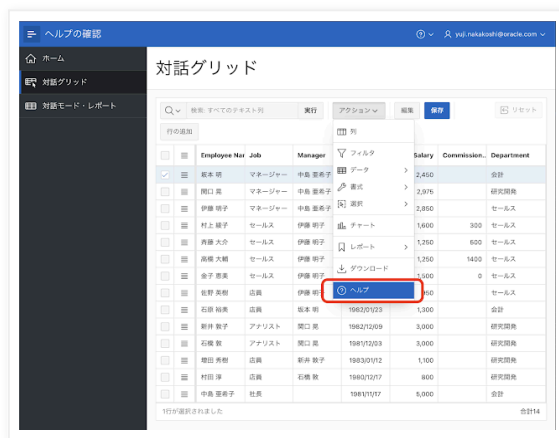 ヘルプの確認
yuji.nakakoshi@oracle.com
ホーム
対話グリッド
対話モード・レポート
対話グリッド
検索: すべてのテキスト列 実行 アクション 編集 保存 リセット
行の追加
列
フィルタ
データ
書式
選択
チャート
レポート
ダウンロード
ヘルプ
Employee Nar Job Manager Salary Commission.. Department
坂本 明 マネージャー 中島 亜希子 2,450 会計
関口 晃 マネージャー 中島 亜希子 2,975 研究開発
伊藤 明子 マネージャー 中島 亜希子 2,850 セールス
村上 綾子 セールス 伊藤 明子 1,600 300 セールス
斉藤 大介 セールス 伊藤 明子 1,250 500 セールス
高橋 大輔 セールス 伊藤 明子 1,250 1400 セールス
金子 恵美 セールス 伊藤 明子 1,500 0 セールス
佐野 英樹 店員 伊藤 明子 950 セールス
石原 裕美 店員 坂本 明 1982/01/23 1,300 会計
新井 敦子 アナリスト 関口 晃 1982/12/09 3,000 研究開発
石橋 敦 アナリスト 関口 晃 1981/12/03 3,000 研究開発
増田 秀樹 店員 新井 敦子 1983/01/12 1,100 研究開発
村田 淳 店員 石橋 敦 1980/12/17 800 研究開発
中島 亜希子 社長 1981/11/17 5,000 会計
1行が選択されました 合計14